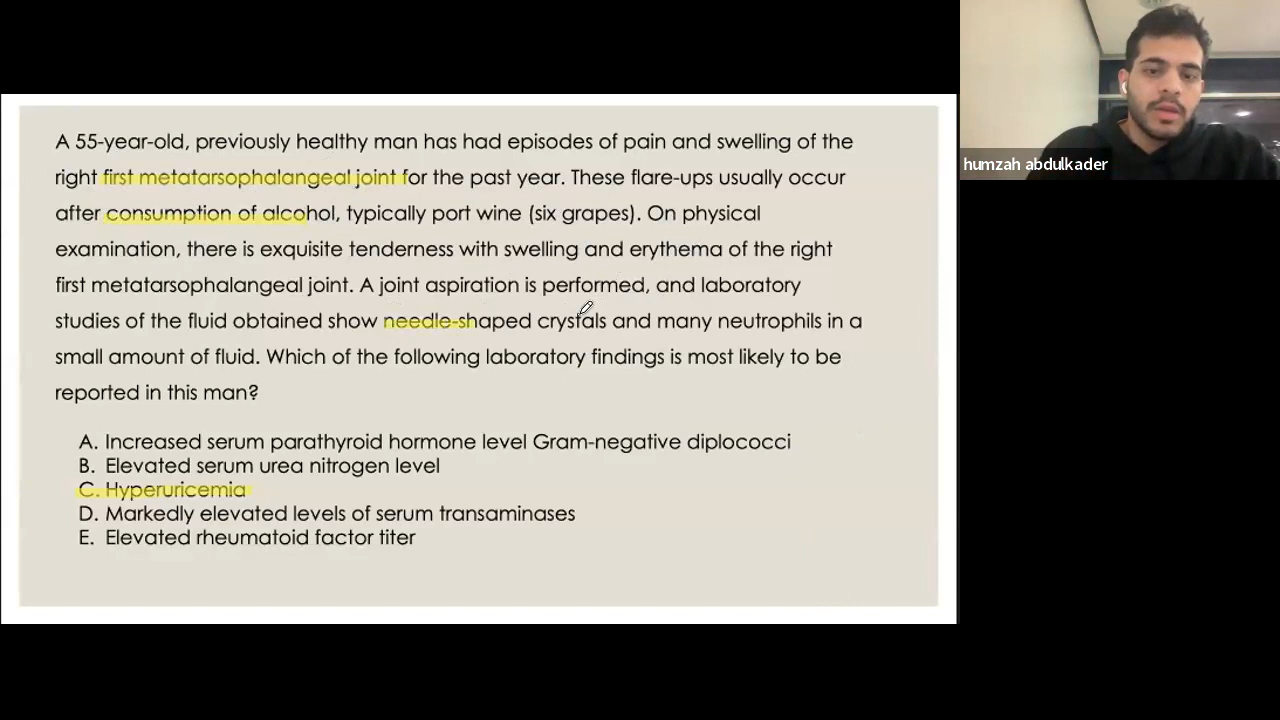 A 55-year-old, previously healthy man has had episodes of pain and swelling of the
right first metatarsophalangeal joint for the past year. These flare-ups usually occur
after consumption of alcohol, typically port wine (six grapes). On physical
examination, there is exquisite tenderness with swelling and erythema of the right
first metatarsophalangeal joint. A joint aspiration is performed, and laboratory
studies of the fluid obtained show needle-shaped crystals and many neutrophils in a
small amount of fluid. Which of the following laboratory findings is most likely to be
reported in this man?
A. Increased serum parathyroid hormone level Gram-negative diplococci
B. Elevated serum urea nitrogen level
C. Hyperuricemia
D. Markedly elevated levels of serum transaminases
E. Elevated rheumatoid factor titer
humzah abdulkader